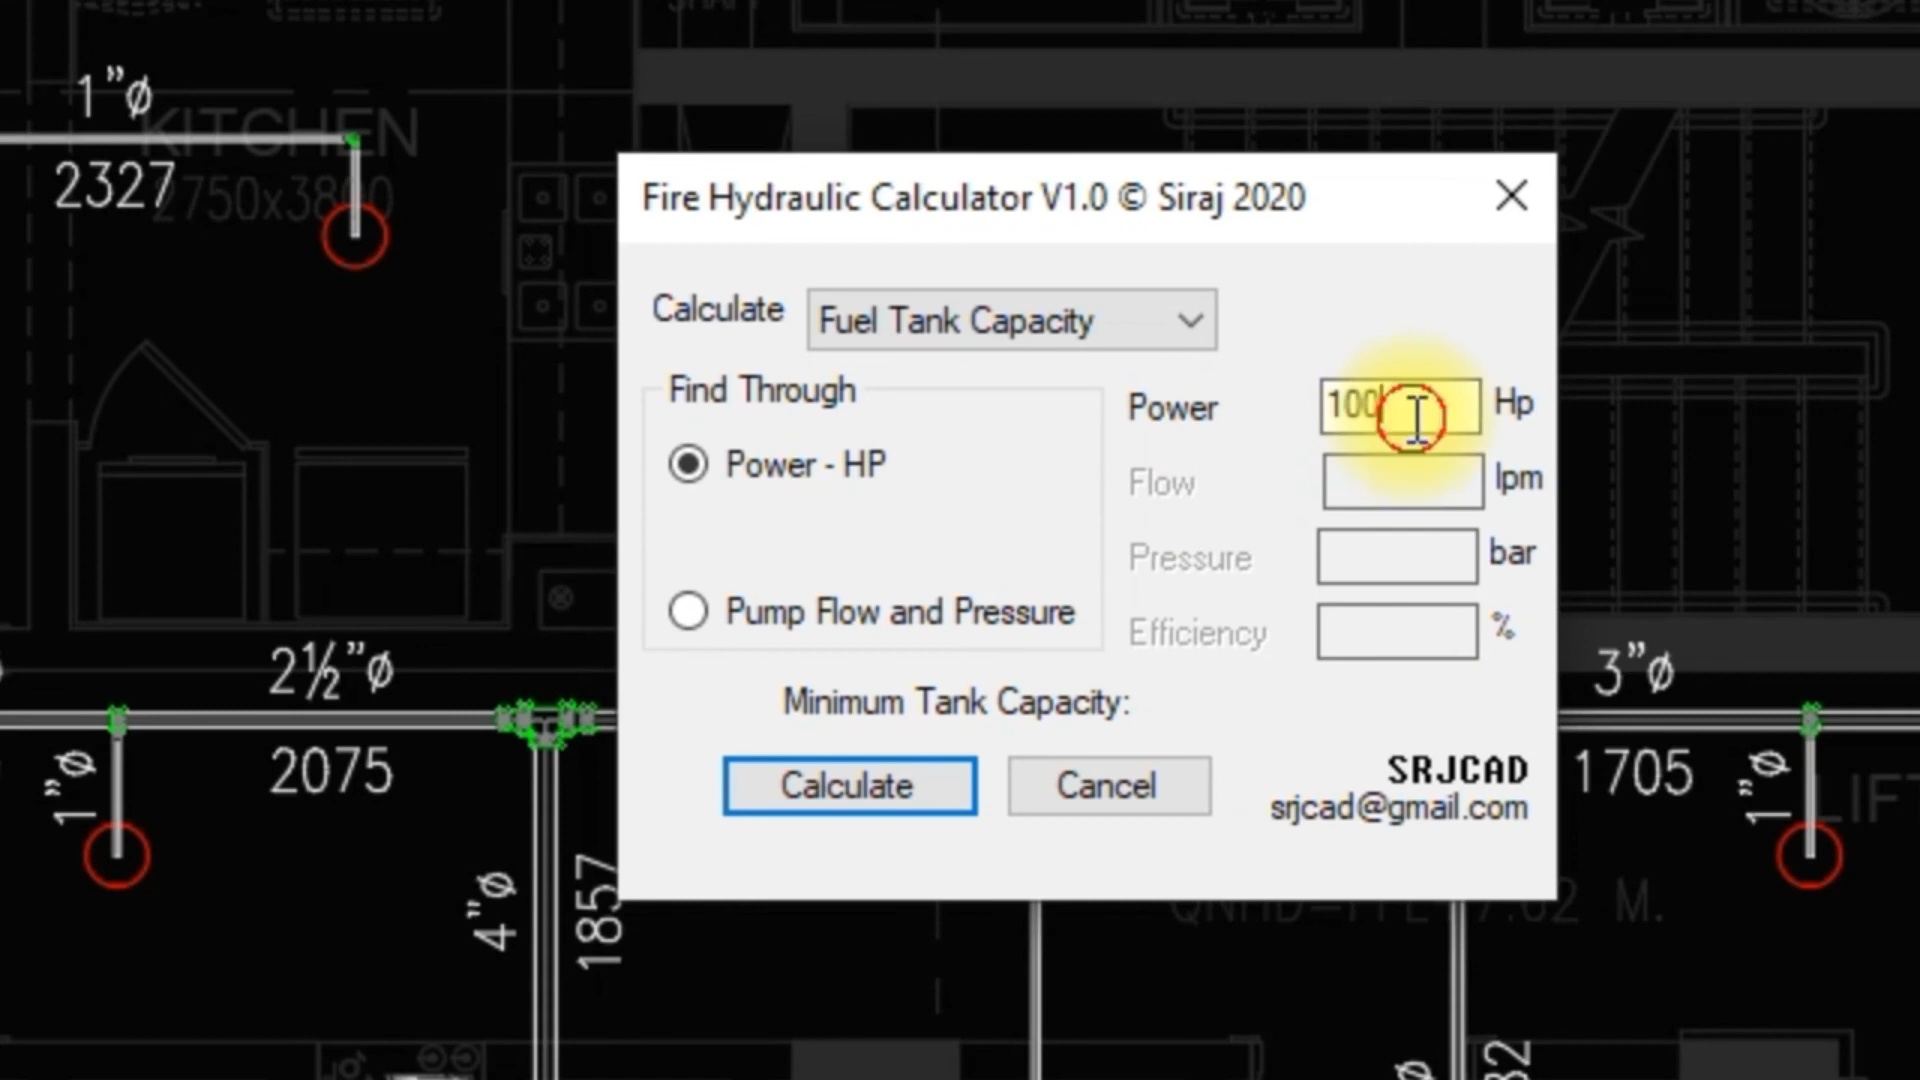 1"ø
KITCHEN
2327
2750x3800
Fire Hydraulic Calculator V1.0 © Siraj 2020
Calculate
Fuel Tank Capacity
Find Through
Power - HP
Pump Flow and Pressure
Power
100
Hp
Flow
lpm
Pressure
bar
Efficiency
%
Minimum Tank Capacity:
Calculate
Cancel
SRJCAD
srjcad@gmail.com
2½"ø
2075
1"ø
4"ø
1857
3"ø
1705
1"ø
LIFT
M.